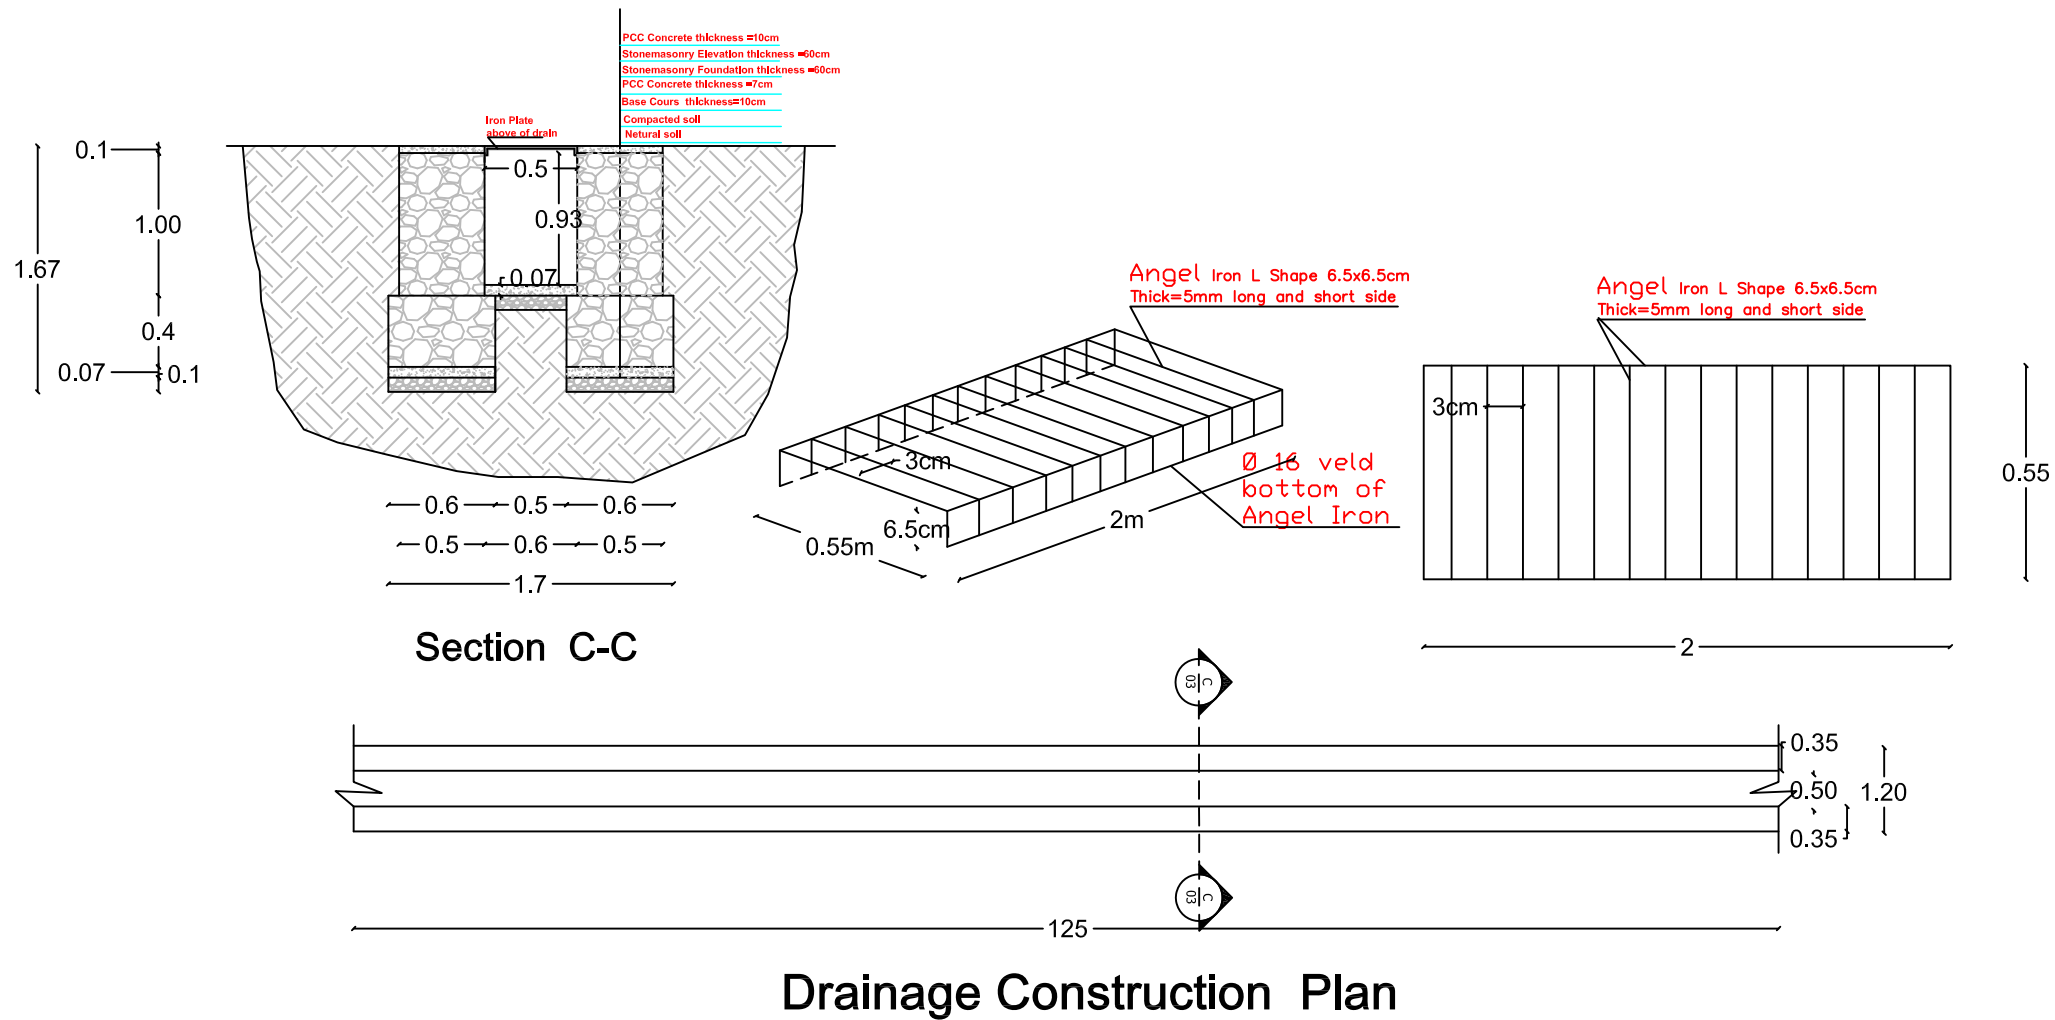 PCC Concrete thickness =10cm
Stonemasonry Elevation thickness =60cm
Stonemasonry Foundation thickness =60cm
PCC Concrete thickness =7cm
Base Cours thickness=10cm
Compacted soil
Netural soil
Iron Plate
above of drain
0.1
0.5
1.00
0.93
1.67
0.07
0.4
0.07
0.1
0.6
0.5
0.6
0.5
0.6
0.5
1.7
Section C-C
Angel Iron L Shape 6.5x6.5cm
Thick=5mm long and short side
3cm
6.5cm
0.55m
2m
Ø 16 veld
bottom of
Angel Iron
Angel Iron L Shape 6.5x6.5cm
Thick=5mm long and short side
3cm
0.55
2
C
03
0.35
0.50
1.20
0.35
C
03
125
Drainage Construction Plan